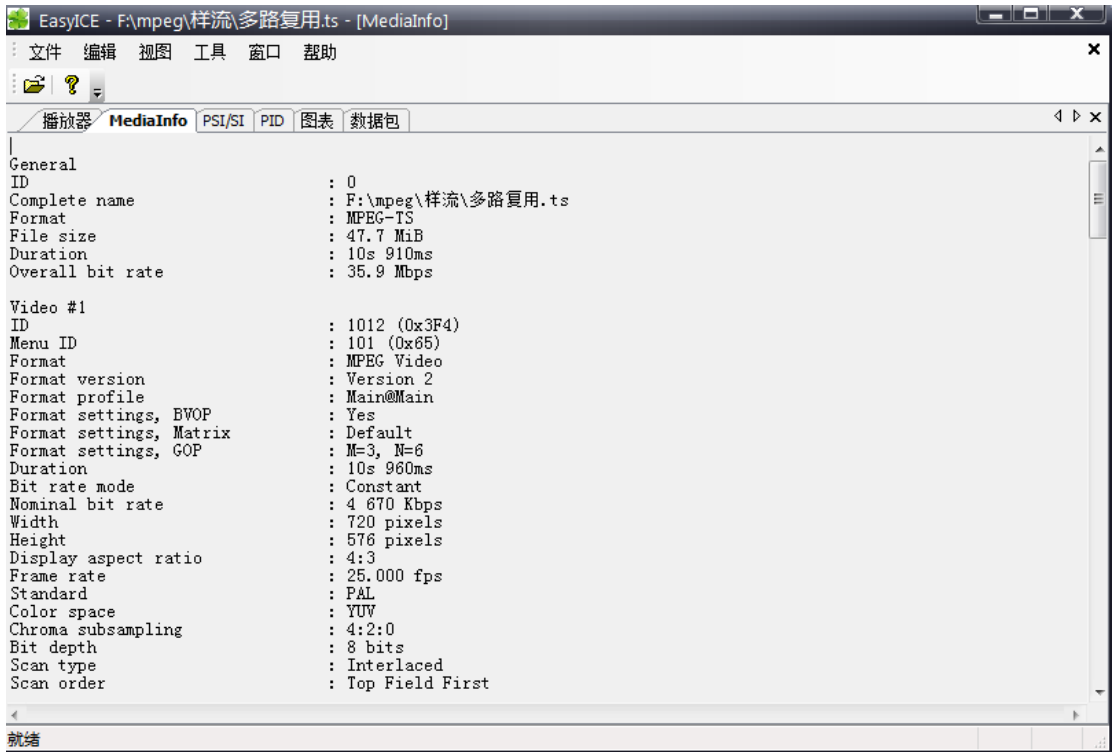 EasyICE - F:\mpeg\样流\多路复用.ts - [MediaInfo]
文件 编辑 视图 工具 窗口 帮助
播放器 MediaInfo PSI/SI PID 图表 数据包
General
ID : 0
Complete name : F:\mpeg\样流\多路复用.ts
Format : MPEG-TS
File size : 47.7 MiB
Duration : 10s 910ms
Overall bit rate : 35.9 Mbps
Video #1
ID : 1012 (0x3F4)
Menu ID : 101 (0x65)
Format : MPEG Video
Format version : Version 2
Format profile : Main@Main
Format settings, BVOP : Yes
Format settings, Matrix : Default
Format settings, GOP : M=3, N=6
Duration : 10s 960ms
Bit rate mode : Constant
Nominal bit rate : 4 670 Kbps
Width : 720 pixels
Height : 576 pixels
Display aspect ratio : 4:3
Frame rate : 25.000 fps
Standard : PAL
Color space : YUV
Chroma subsampling : 4:2:0
Bit depth : 8 bits
Scan type : Interlaced
Scan order : Top Field First
就绪